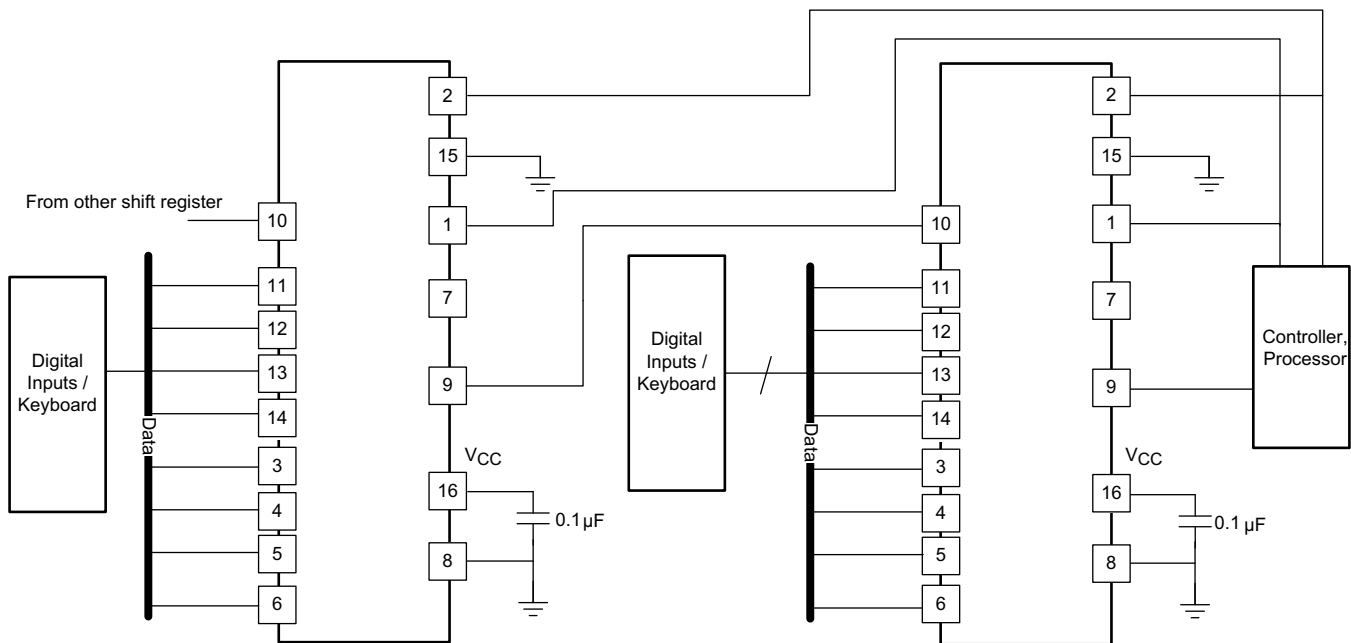 2
15
From other shift register
10
1
11
7
12
Digital
Inputs /
Keyboard
13
9
14
Data
3
VCC
16
4
0.1 µF
5
8
6
2
15
10
1
11
7
12
Digital
Inputs /
Keyboard
13
9
14
Data
3
VCC
16
4
0.1 µF
5
8
6
Controller,
Processor